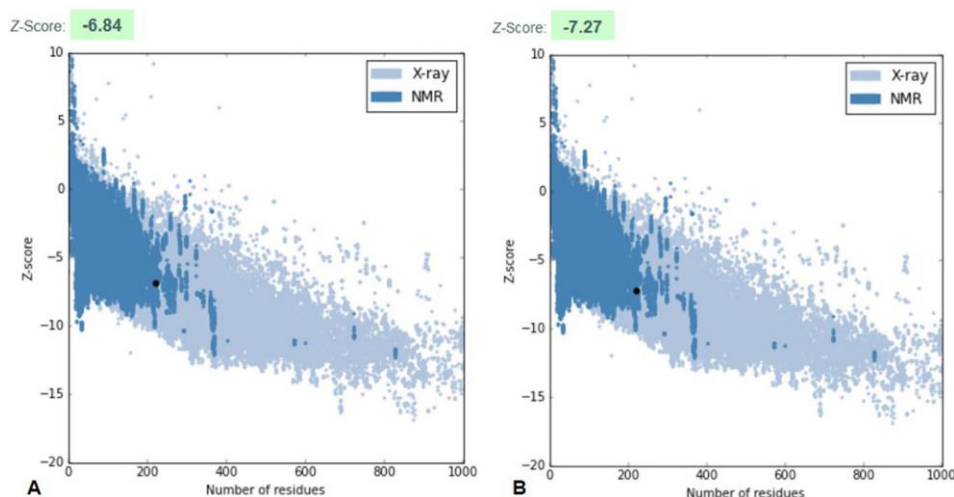 Z-Score: -6.84
10
5
0
−5
−10
−15
−20
Z-score
X-ray
NMR
0 200 400 600 800 1000
Number of residues
A
Z-Score: -7.27
10
5
0
−5
−10
−15
−20
Z-score
X-ray
NMR
0 200 400 600 800 1000
Number of residues
B